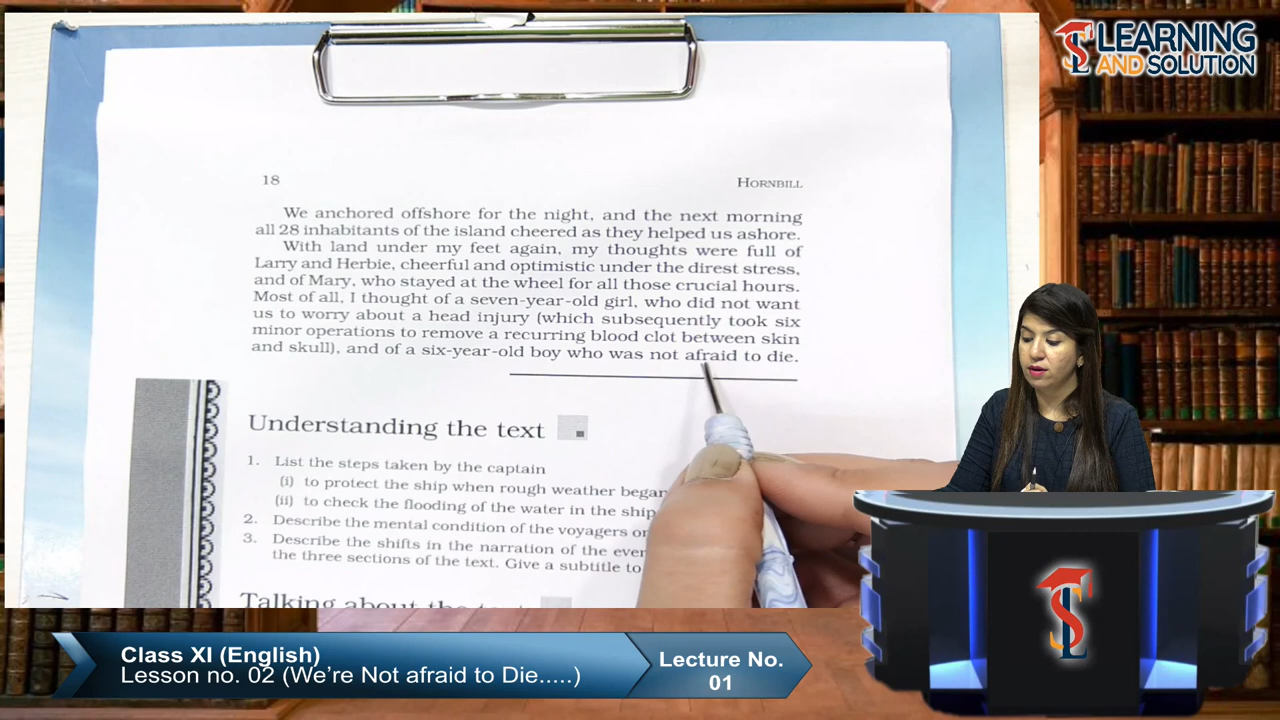 LEARNING
AND SOLUTION
18
HORNBILL
We anchored offshore for the night, and the next morning
all 28 inhabitants of the island cheered as they helped us ashore.
With land under my feet again, my thoughts were full of
Larry and Herbie, cheerful and optimistic under the direst stress,
and of Mary, who stayed at the wheel for all those crucial hours.
Most of all, I thought of a seven-year-old girl, who did not want
us to worry about a head injury (which subsequently took six
minor operations to remove a recurring blood clot between skin
and skull), and of a six-year-old boy who was not afraid to die.
Understanding the text
1. List the steps taken by the captain
(i) to protect the ship when rough weather began
(ii) to check the flooding of the water in the ship
2. Describe the mental condition of the voyagers on
3. Describe the shifts in the narration of the
the three sections of the text. Give a subtitle to
Talking about the
Class XI (English)
Lesson no. 02 (We're Not afraid to Die.....)
Lecture No.
01